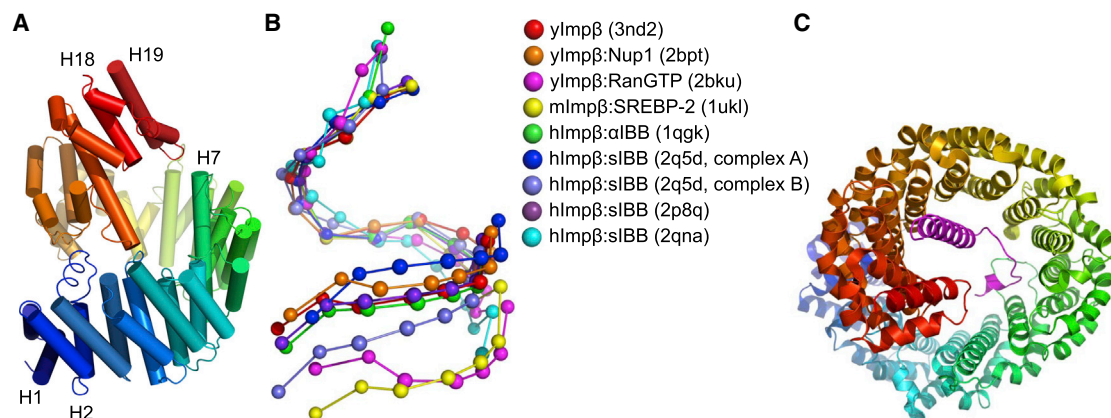 A
H18
H19
H7
H1
H2
B
yImpβ (3nd2)
yImpβ:Nup1 (2bpt)
yImpβ:RanGTP (2bku)
mImpβ:SREBP-2 (1ukl)
hImpβ:αIBB (1qgk)
hImpβ:sIBB (2q5d, complex A)
hImpβ:sIBB (2q5d, complex B)
hImpβ:sIBB (2p8q)
hImpβ:sIBB (2qna)
C